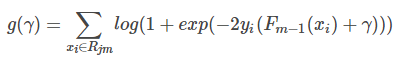 g(γ) = ∑_{x_i∈R_{jm}} log(1 + exp(−2y_i(F_{m−1}(x_i) + γ)))